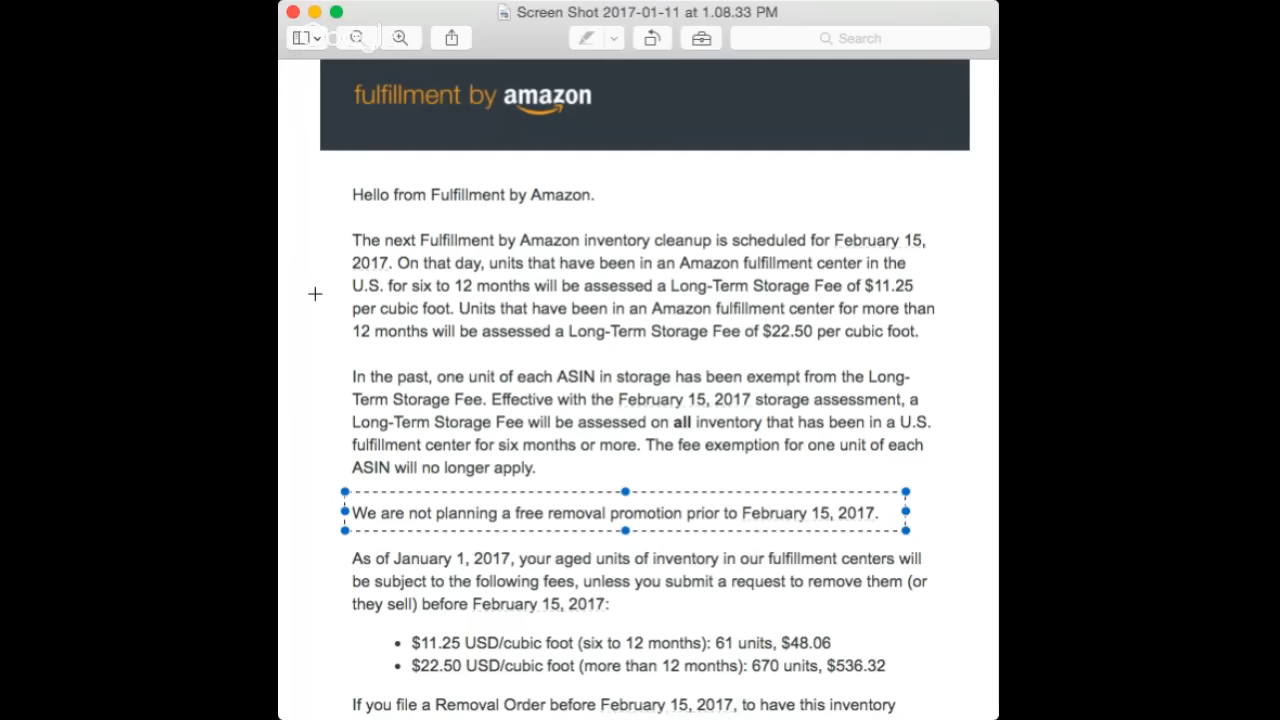 Screen Shot 2017-01-11 at 1.08.33 PM
Search
fulfillment by amazon
Hello from Fulfillment by Amazon.
The next Fulfillment by Amazon inventory cleanup is scheduled for February 15,
2017. On that day, units that have been in an Amazon fulfillment center in the
U.S. for six to 12 months will be assessed a Long-Term Storage Fee of $11.25
per cubic foot. Units that have been in an Amazon fulfillment center for more than
12 months will be assessed a Long-Term Storage Fee of $22.50 per cubic foot.
In the past, one unit of each ASIN in storage has been exempt from the Long-
Term Storage Fee. Effective with the February 15, 2017 storage assessment, a
Long-Term Storage Fee will be assessed on all inventory that has been in a U.S.
fulfillment center for six months or more. The fee exemption for one unit of each
ASIN will no longer apply.
We are not planning a free removal promotion prior to February 15, 2017.
As of January 1, 2017, your aged units of inventory in our fulfillment centers will
be subject to the following fees, unless you submit a request to remove them (or
they sell) before February 15, 2017:
• $11.25 USD/cubic foot (six to 12 months): 61 units, $48.06
• $22.50 USD/cubic foot (more than 12 months): 670 units, $536.32
If you file a Removal Order before February 15, 2017, to have this inventory